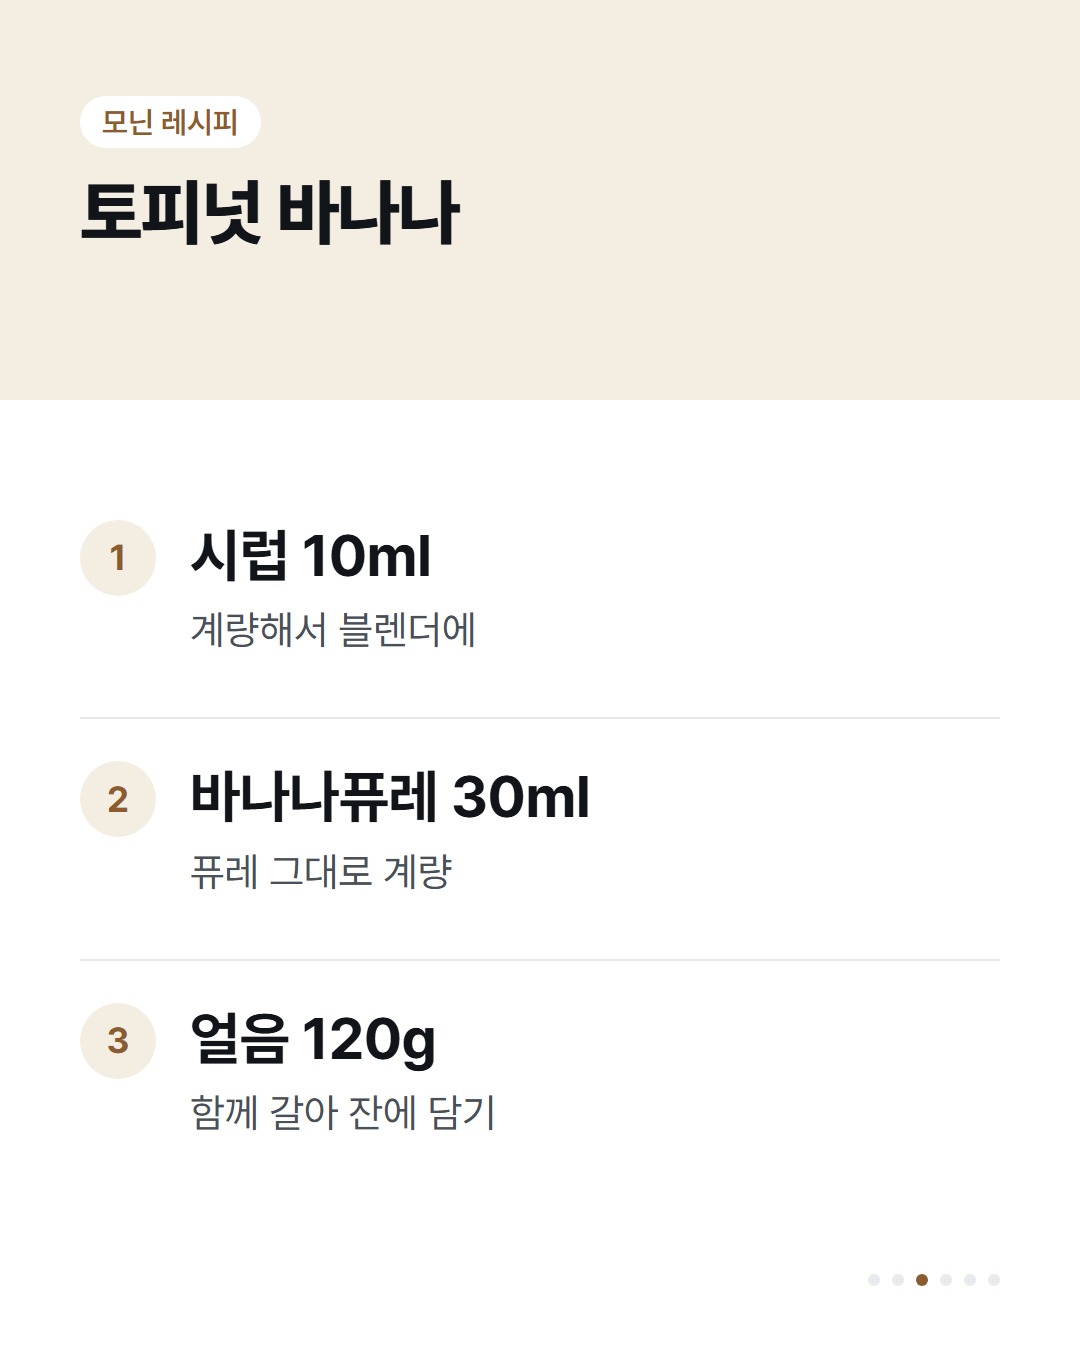 모닌 레시피
토피넛 바나나
1
시럽 10ml
계량해서 블렌더에
2
바나나퓨레 30ml
퓨레 그대로 계량
3
얼음 120g
함께 갈아 잔에 담기